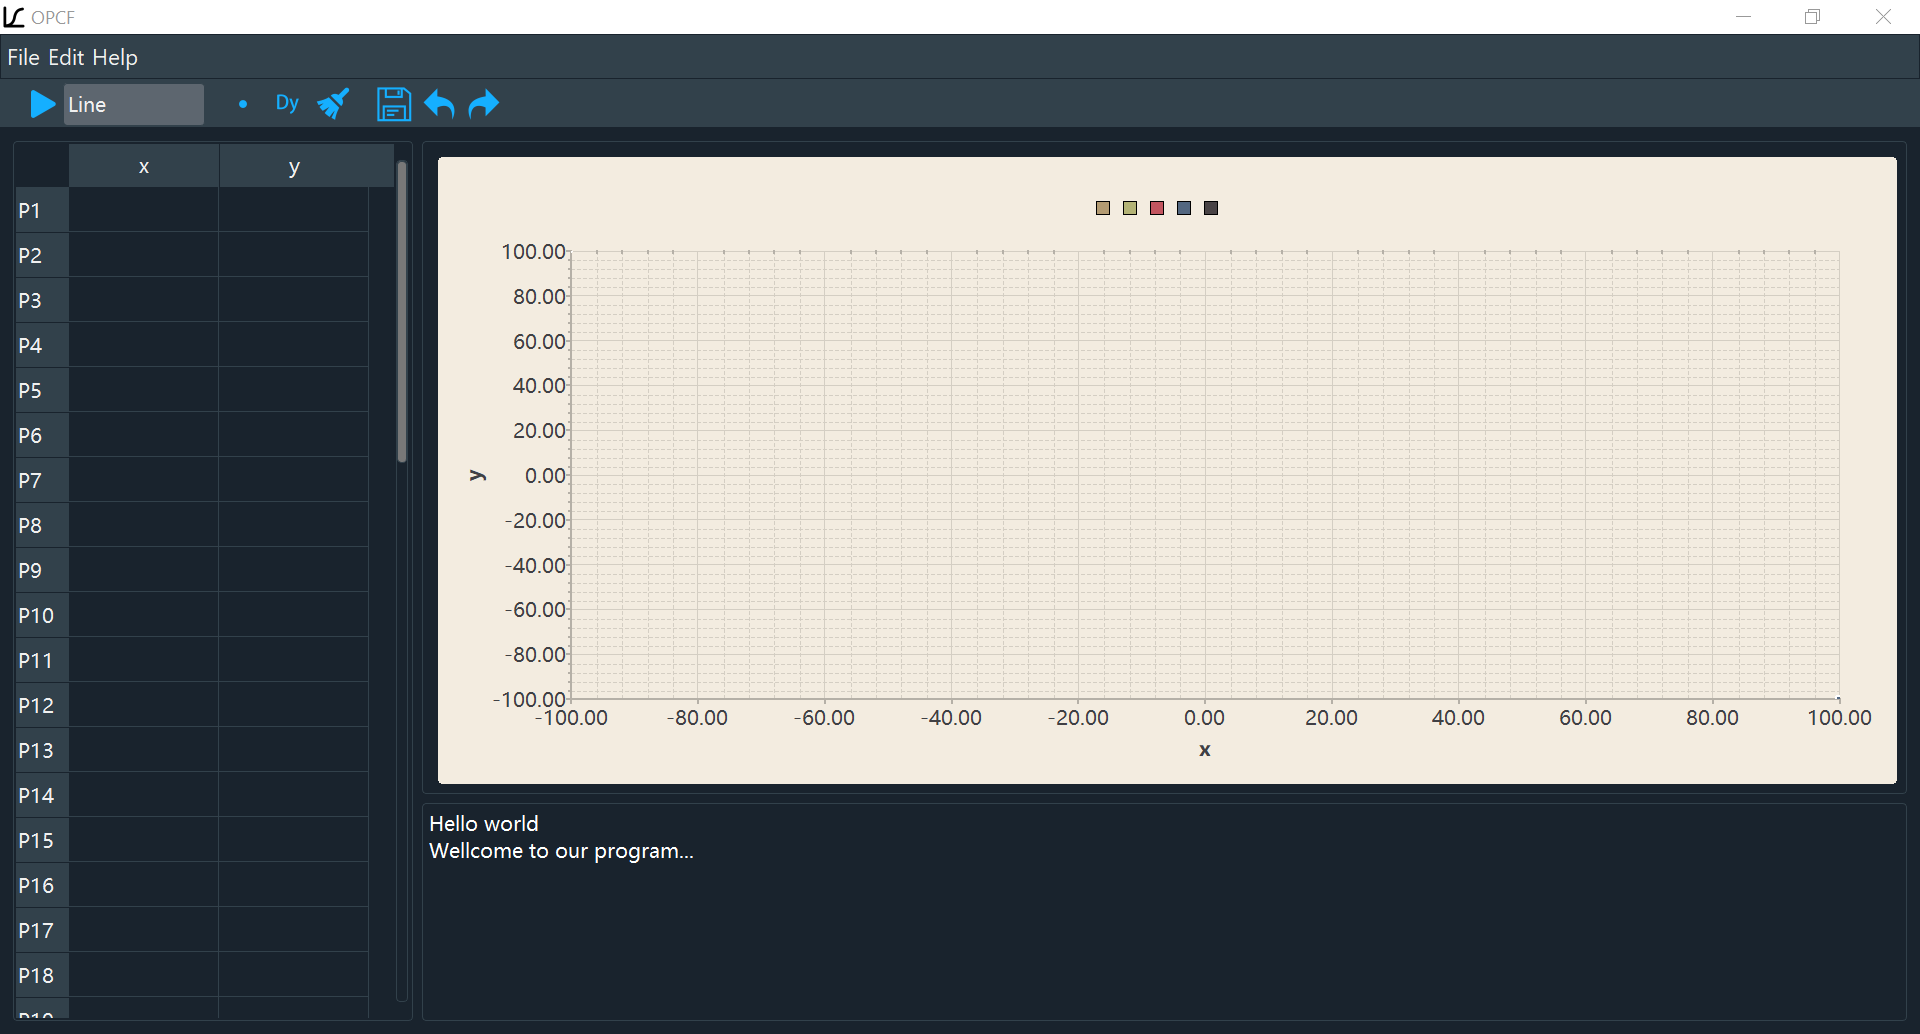 OPCF
File Edit Help
Line
Dy
x y
P1
P2
P3
P4
P5
P6
P7
P8
P9
P10
P11
P12
P13
P14
P15
P16
P17
P18
100.00
80.00
60.00
40.00
20.00
0.00
-20.00
-40.00
-60.00
-80.00
-100.00
y
-100.00 -80.00 -60.00 -40.00 -20.00 0.00 20.00 40.00 60.00 80.00 100.00
x
Hello world
Wellcome to our program...